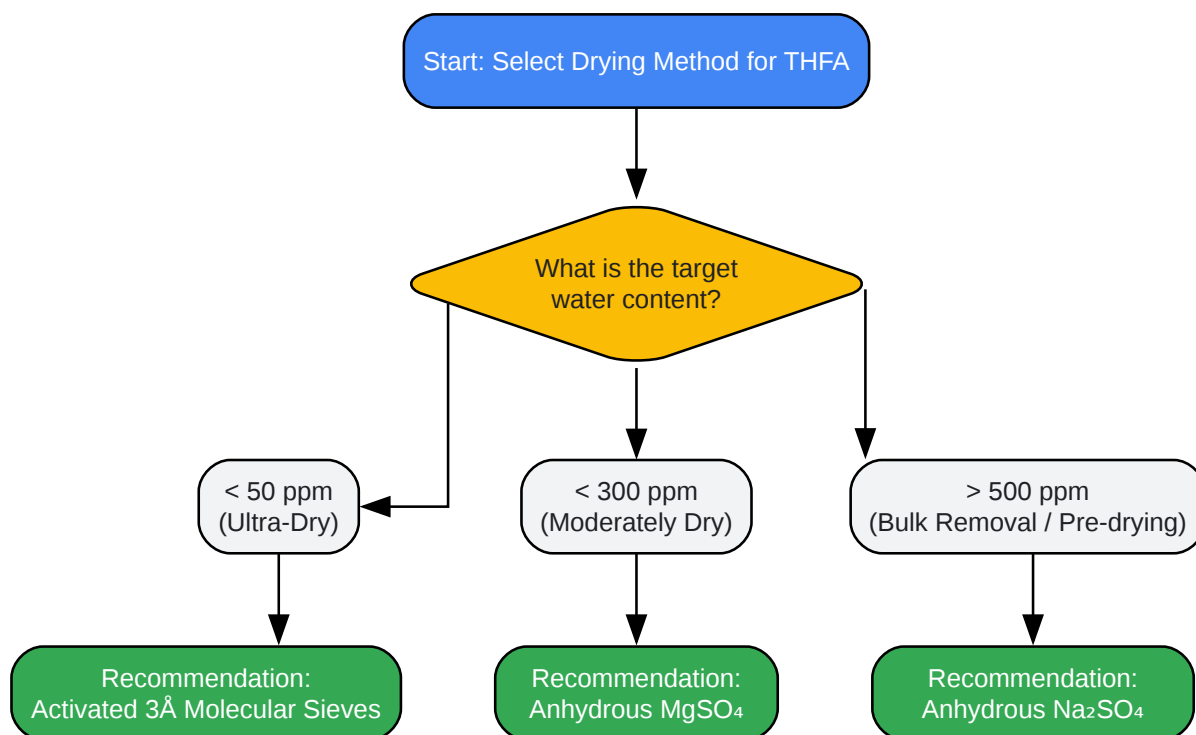 Start: Select Drying Method for THFA
What is the target
water content?
< 50 ppm
(Ultra-Dry)
< 300 ppm
(Moderately Dry)
> 500 ppm
(Bulk Removal / Pre-drying)
Recommendation:
Activated 3Å Molecular Sieves
Recommendation:
Anhydrous MgSO₄
Recommendation:
Anhydrous Na₂SO₄